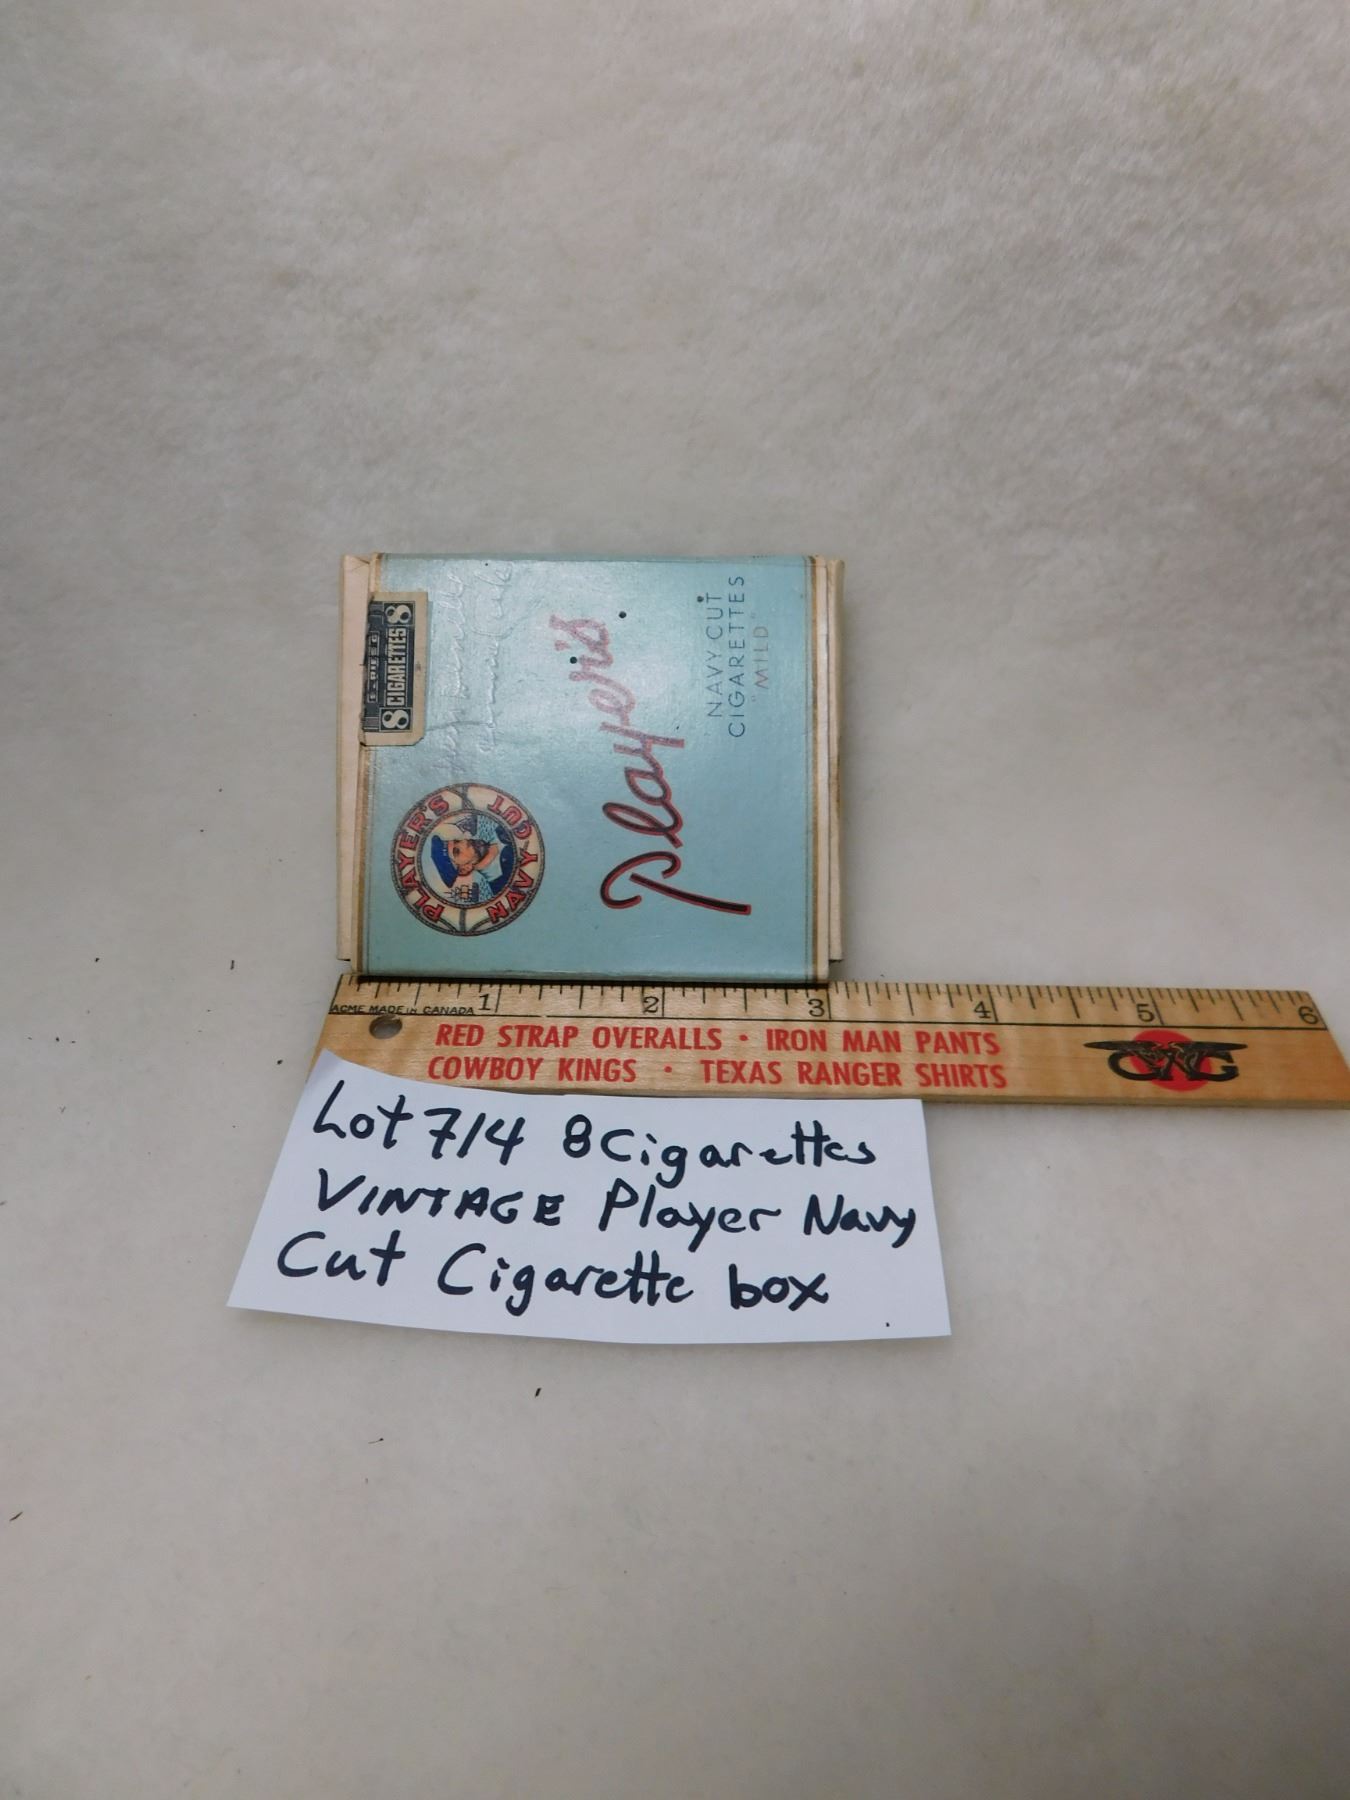 8 CIGARETTES 8
PLAYER'S
NAVY CUT
Player's
NAVY CUT
CIGARETTES
"MILD"
1 2 3 4 5 6
ACME MADE IN CANADA
RED STRAP OVERALLS • IRON MAN PANTS
COWBOY KINGS • TEXAS RANGER SHIRTS
GWG
Lot 714 8 Cigarettes
VINTAGE Player Navy
Cut Cigarette box